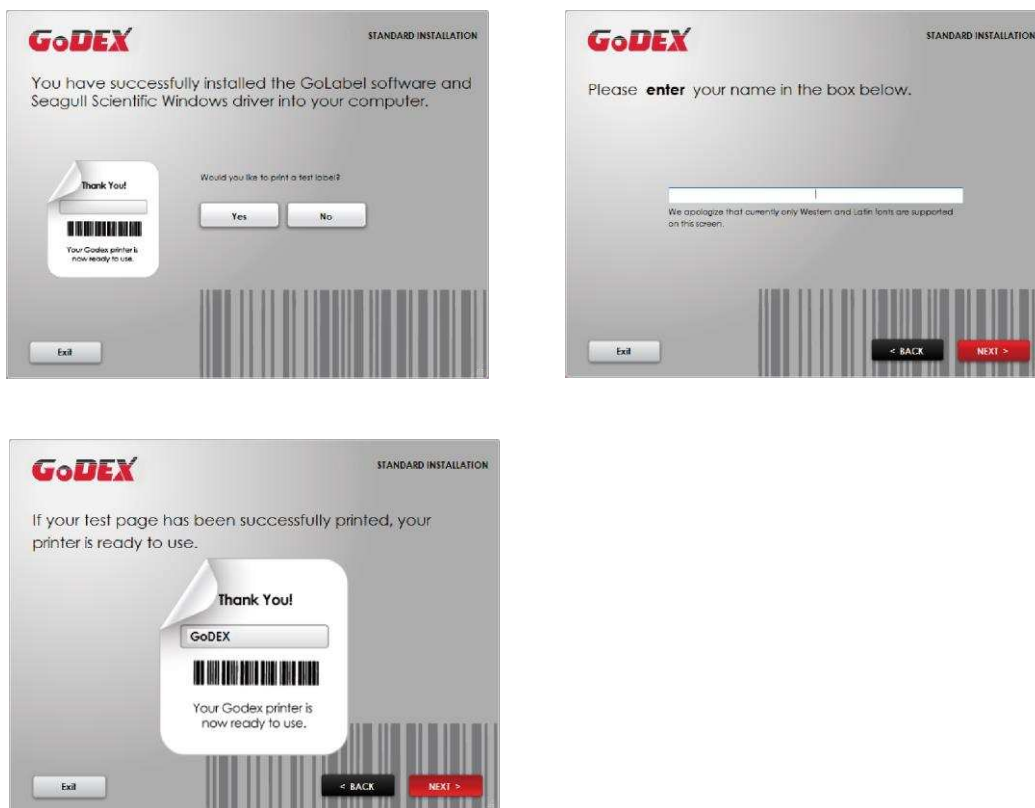 GoDEX
STANDARD INSTALLATION
You have successfully installed the GoLabel software and
Seagull Scientific Windows driver into your computer.
Thank You!
Your Godex printer is
now ready to use.
Would you like to print a test label?
Yes
No
Exit
GoDEX
STANDARD INSTALLATION
Please enter your name in the box below.
We apologize that currently only Western and Latin fonts are supported
on this screen.
Exit
< BACK
NEXT >
GoDEX
STANDARD INSTALLATION
If your test page has been successfully printed, your
printer is ready to use.
Thank You!
GoDEX
Your Godex printer is
now ready to use.
Exit
< BACK
NEXT >